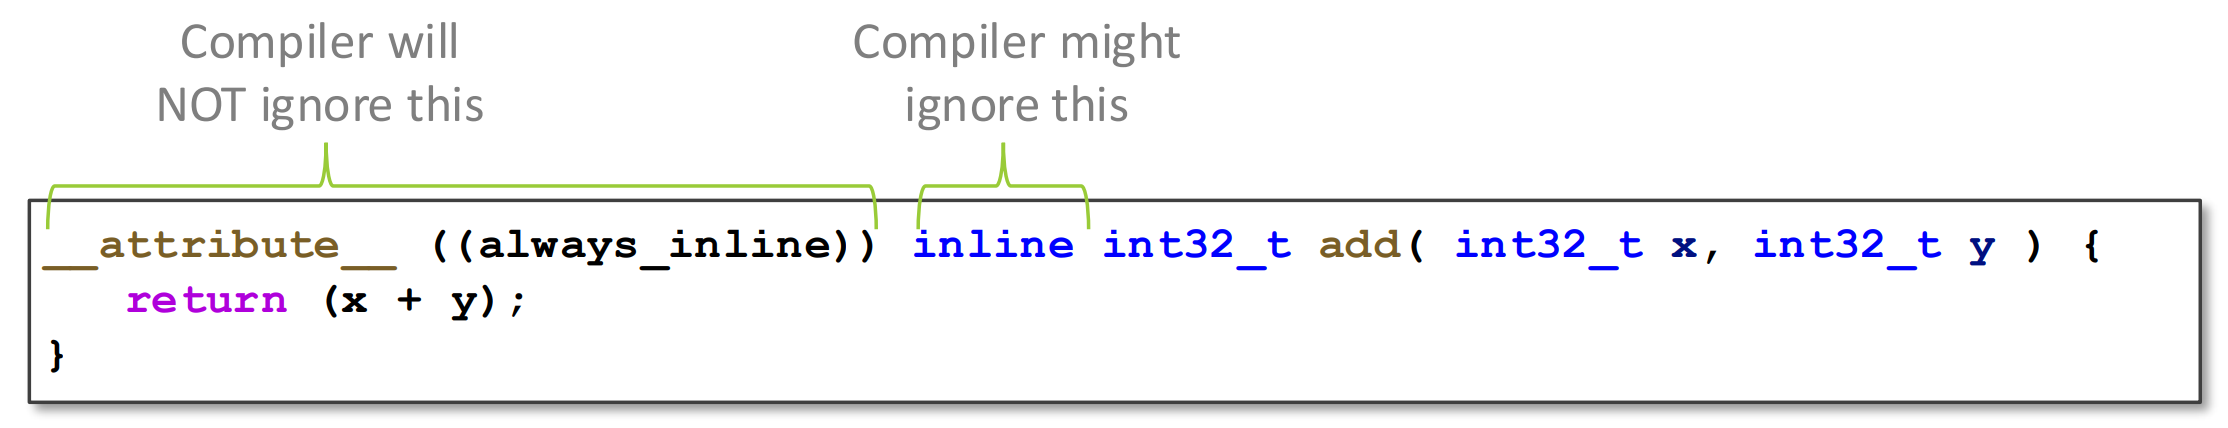 Compiler will
NOT ignore this
Compiler might
ignore this
__attribute__ ((always_inline)) inline int32_t add( int32_t x, int32_t y ) {
return (x + y);
}